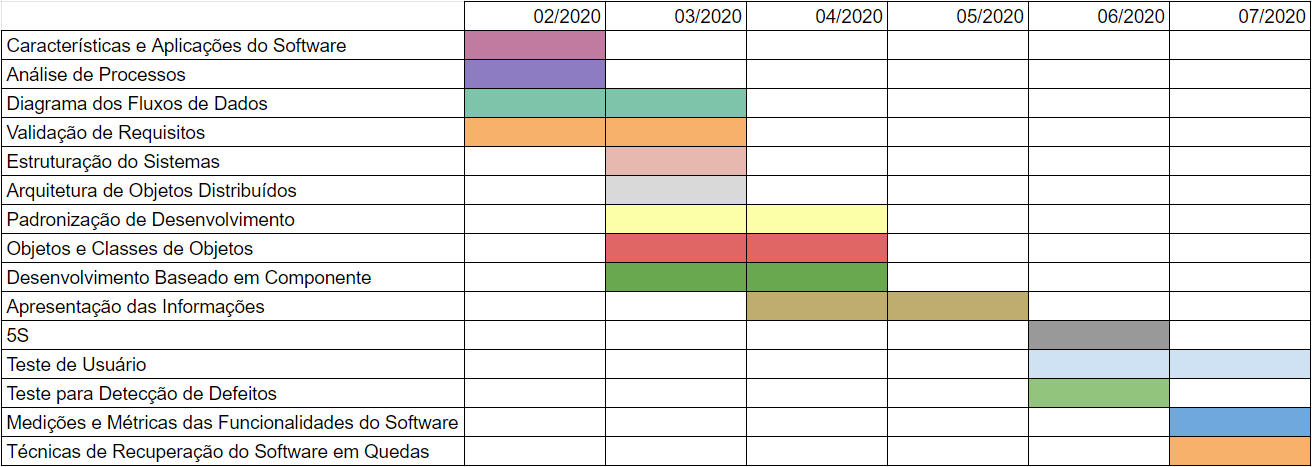 02/2020 03/2020 04/2020 05/2020 06/2020 07/2020
Características e Aplicações do Software
Análise de Processos
Diagrama dos Fluxos de Dados
Validação de Requisitos
Estruturação do Sistemas
Arquitetura de Objetos Distribuídos
Padronização de Desenvolvimento
Objetos e Classes de Objetos
Desenvolvimento Baseado em Componente
Apresentação das Informações
5S
Teste de Usuário
Teste para Detecção de Defeitos
Medições e Métricas das Funcionalidades do Software
Técnicas de Recuperação do Software em Quedas